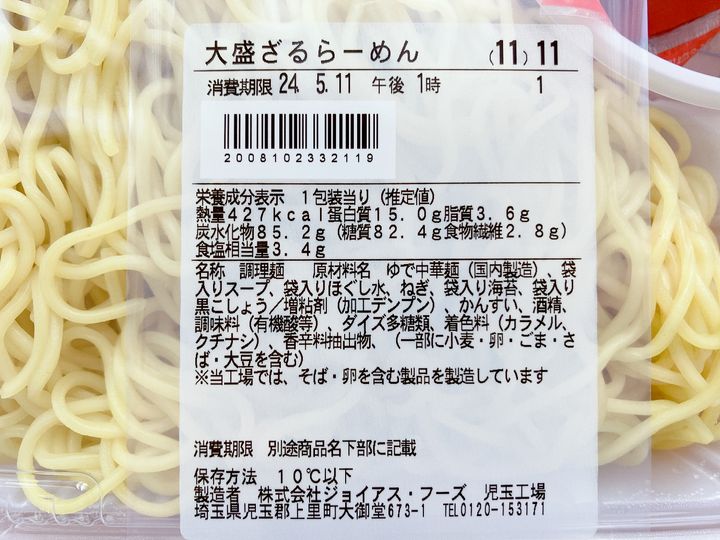 大盛ざるらーめん (11) 11
消費期限 24. 5.11 午後 1時 1
2008102332119
栄養成分表示 1包装当り (推定値)
熱量427kcal蛋白質15.0g脂質3.6g
炭水化物85.2g(糖質82.4g食物繊維2.8g)
食塩相当量3.4g
名称 調理麺 原材料名 ゆで中華麺(国内製造)、袋
入りスープ、袋入りほぐし水、ねぎ、袋入り海苔、袋入り
黒こしょう/増粘剤(加工デンプン)、かんすい、酒精、
調味料(有機酸等)、ダイズ多糖類、着色料(カラメル、
クチナシ)、香辛料抽出物、(一部に小麦・卵・ごま・さ
ば・大豆を含む)
※当工場では、そば・卵を含む製品を製造しています
消費期限 別途商品名下部に記載
保存方法 10℃以下
製造者 株式会社ジョイアス・フーズ 児玉工場
埼玉県児玉郡上里町大御堂673-1 TEL0120-153171